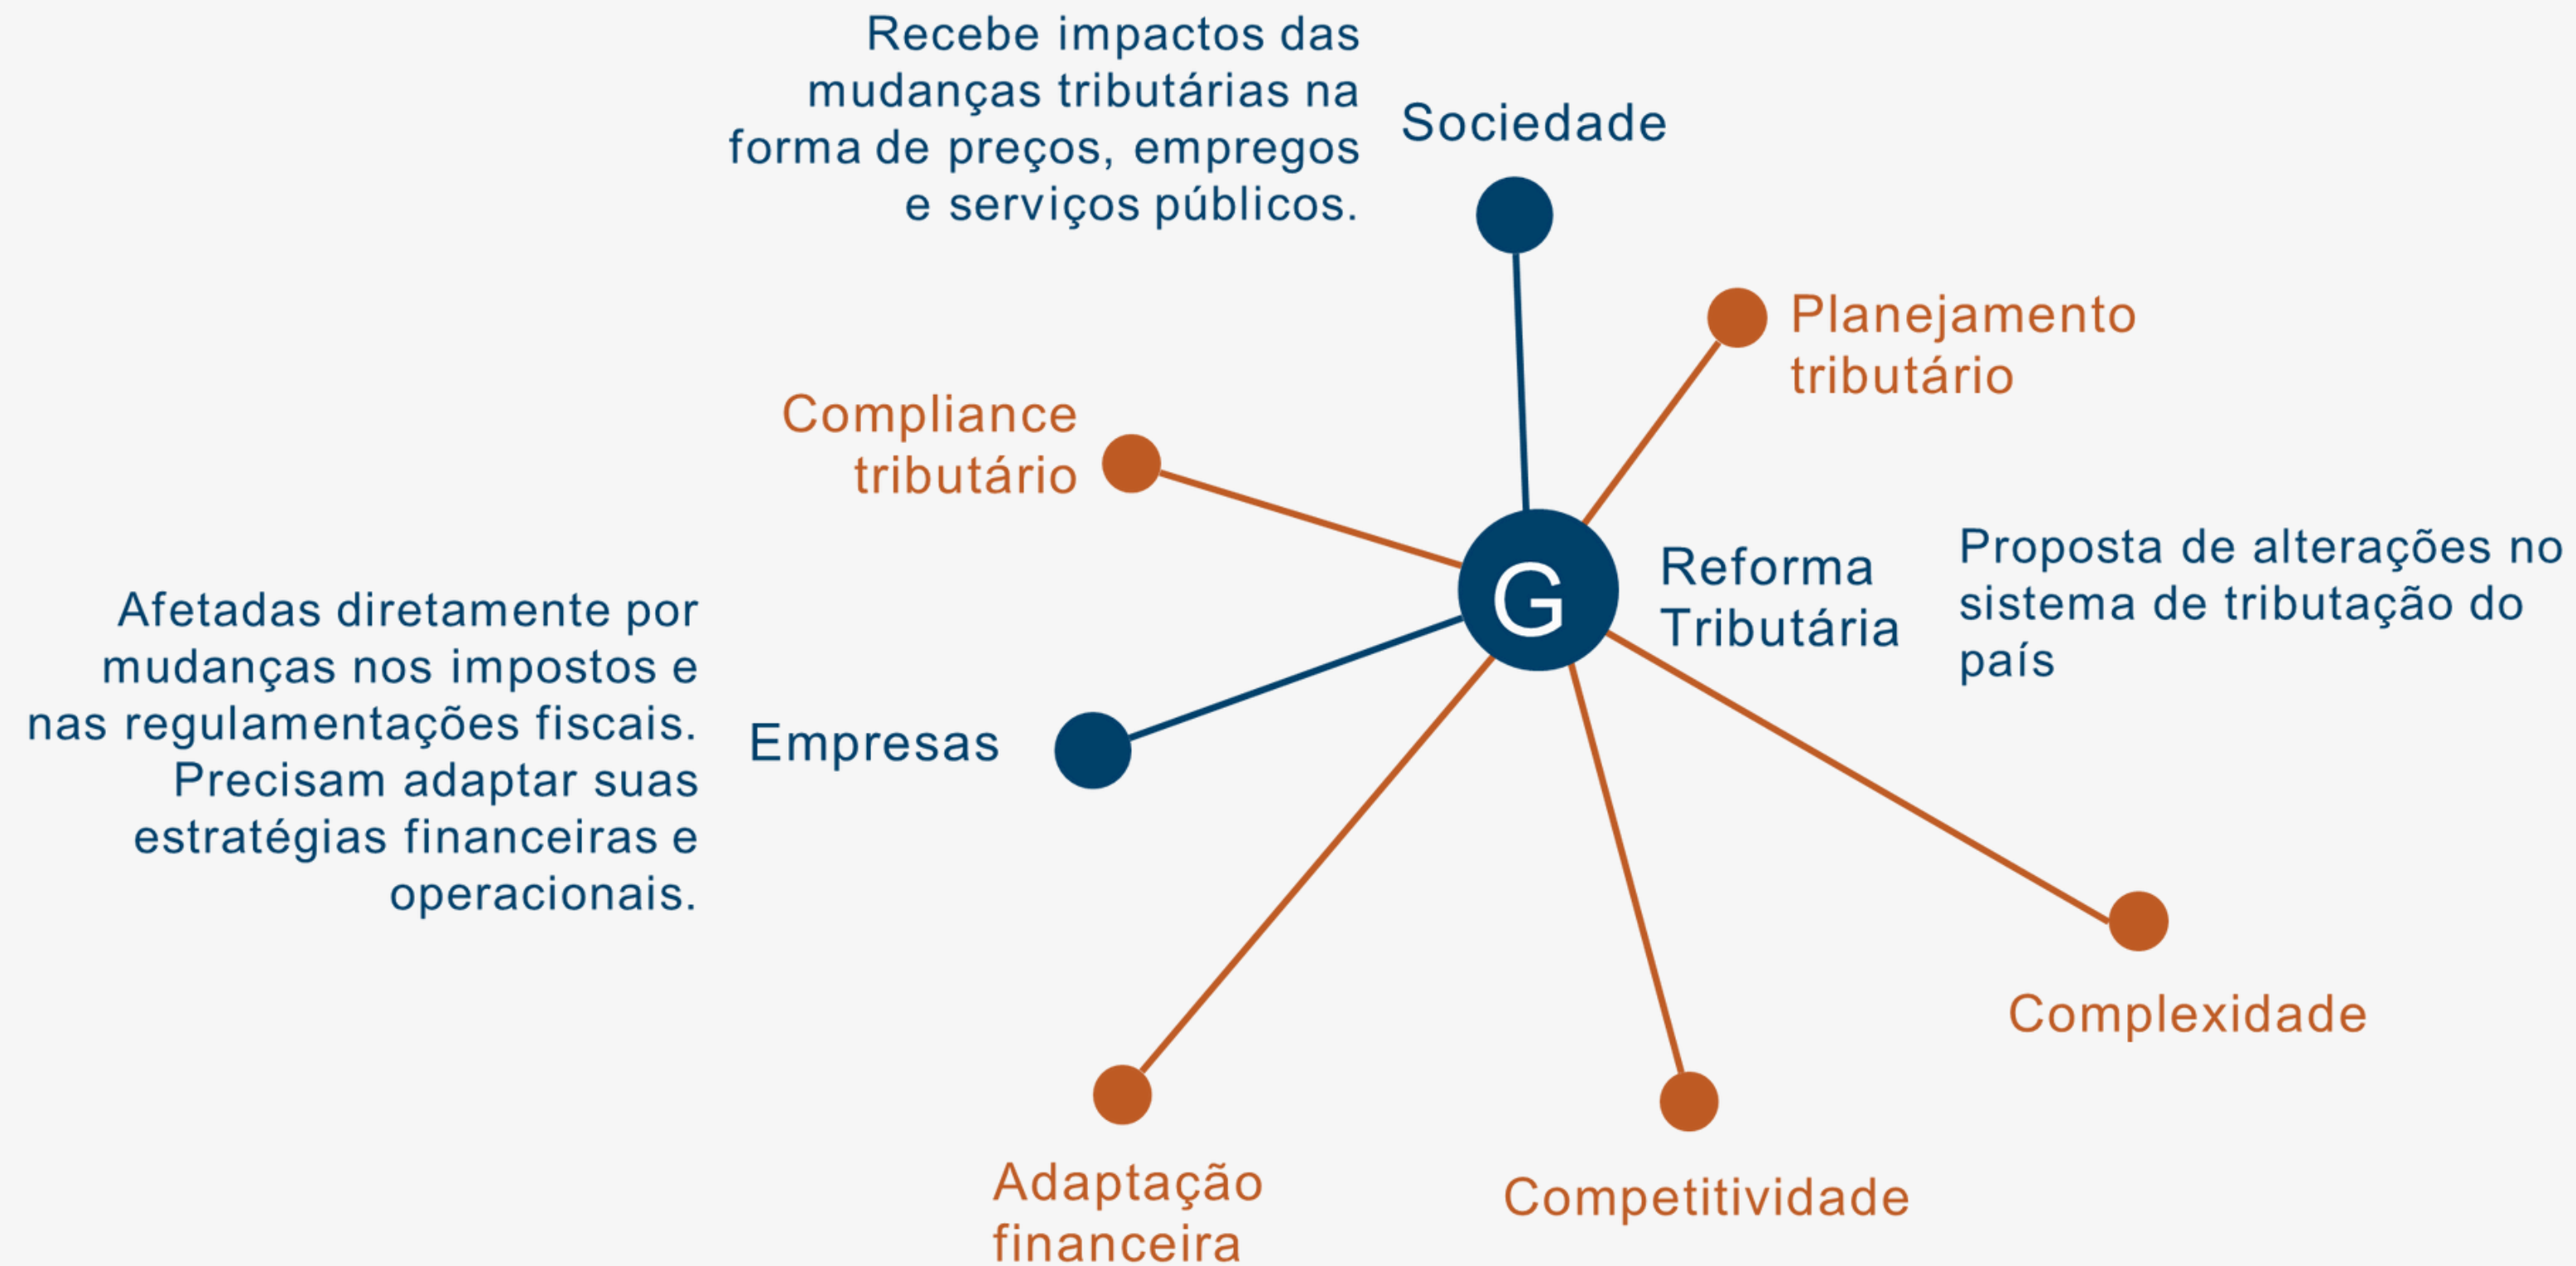 Recebe impactos das
mudanças tributárias na
forma de preços, empregos
e serviços públicos.
Sociedade
Planejamento
tributário
Compliance
tributário
G
Reforma
Tributária
Proposta de alterações no
sistema de tributação do
país
Afetadas diretamente por
mudanças nos impostos e
nas regulamentações fiscais.
Precisam adaptar suas
estratégias financeiras e
operacionais.
Empresas
Complexidade
Adaptação
financeira
Competitividade